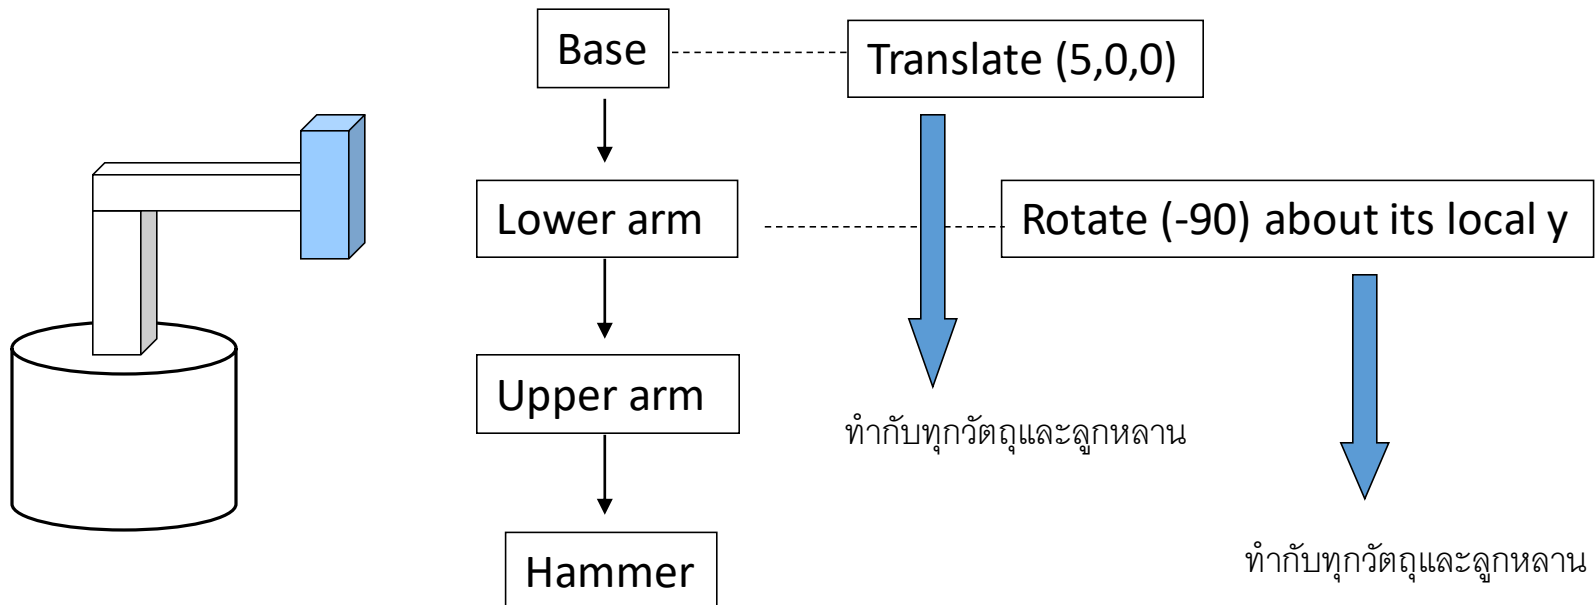 Base
Translate (5,0,0)
Lower arm
Rotate (-90) about its local y
Upper arm
ทำกับทุกวัตถุและลูกหลาน
Hammer
ทำกับทุกวัตถุและลูกหลาน